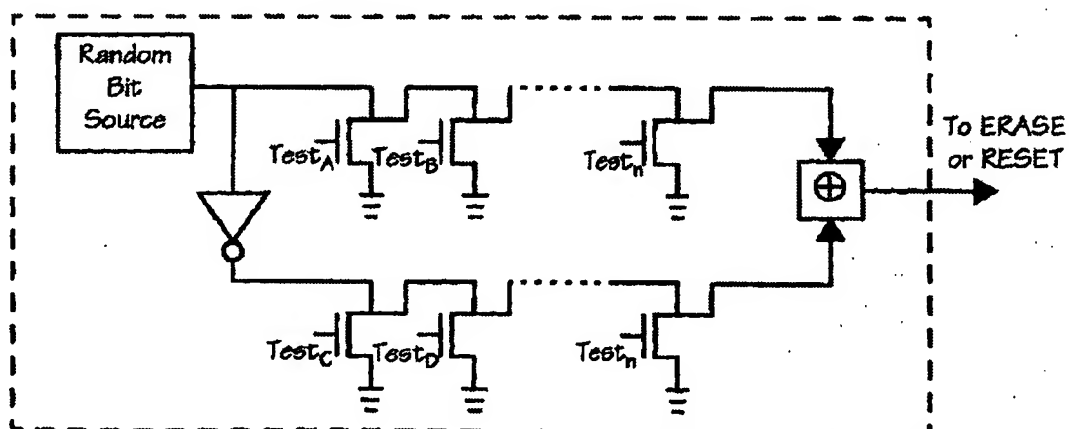 Random
Bit
Source
TestA TestB Testn
To ERASE
or RESET
⊕
TestC TestD Testn